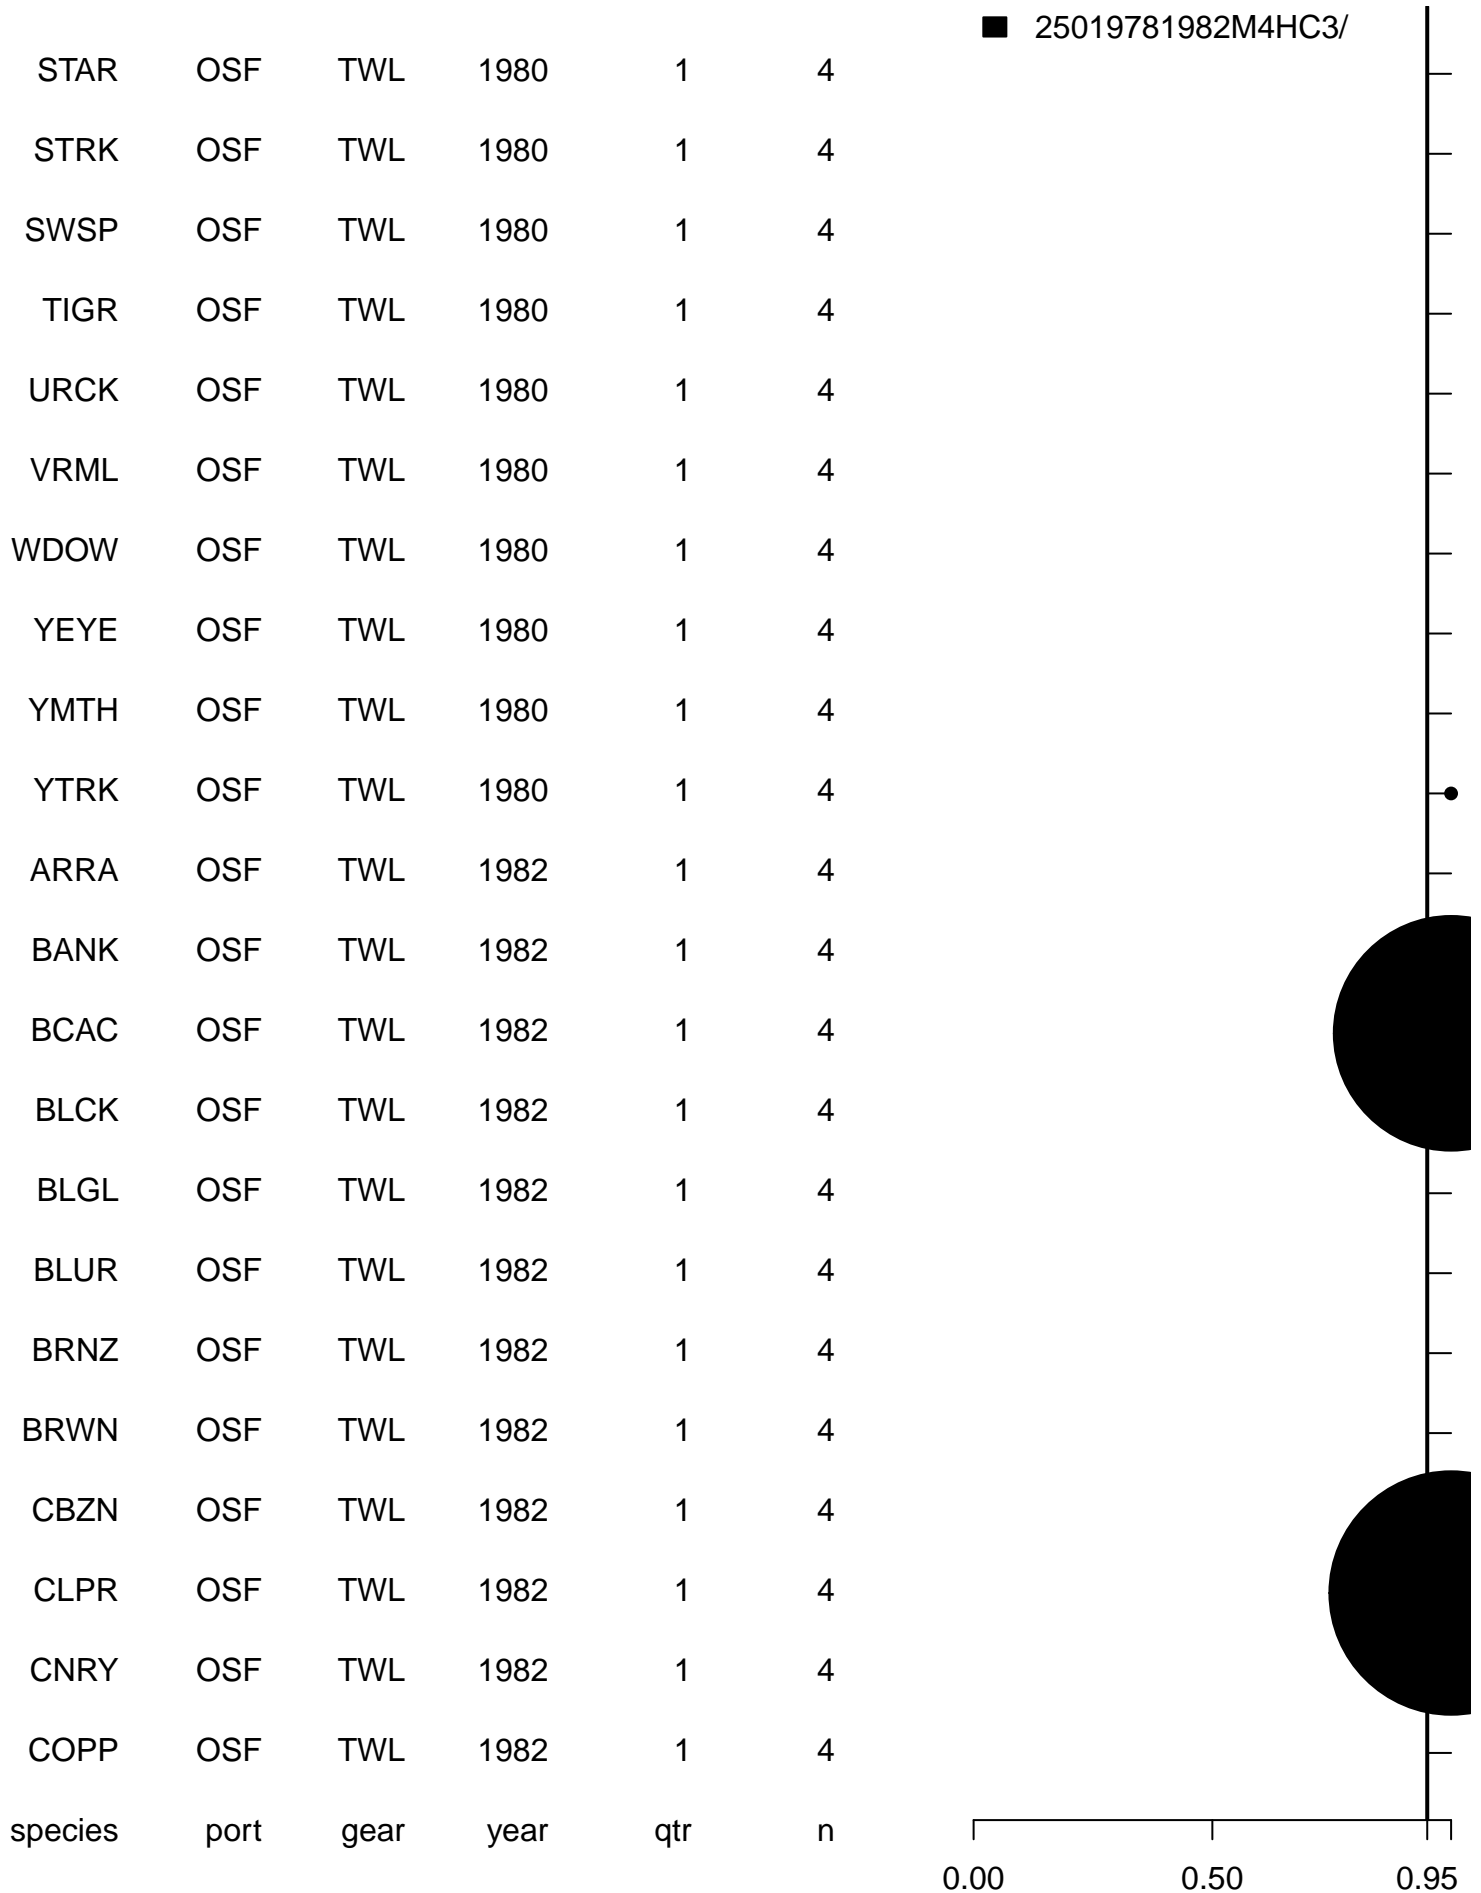 25019781982M4HC3/
STAR OSF TWL 1980 1 4
STRK OSF TWL 1980 1 4
SWSP OSF TWL 1980 1 4
TIGR OSF TWL 1980 1 4
URCK OSF TWL 1980 1 4
VRML OSF TWL 1980 1 4
WDOW OSF TWL 1980 1 4
YEYE OSF TWL 1980 1 4
YMTH OSF TWL 1980 1 4
YTRK OSF TWL 1980 1 4
ARRA OSF TWL 1982 1 4
BANK OSF TWL 1982 1 4
BCAC OSF TWL 1982 1 4
BLCK OSF TWL 1982 1 4
BLGL OSF TWL 1982 1 4
BLUR OSF TWL 1982 1 4
BRNZ OSF TWL 1982 1 4
BRWN OSF TWL 1982 1 4
CBZN OSF TWL 1982 1 4
CLPR OSF TWL 1982 1 4
CNRY OSF TWL 1982 1 4
COPP OSF TWL 1982 1 4
species port gear year qtr n
0.00 0.50 0.95